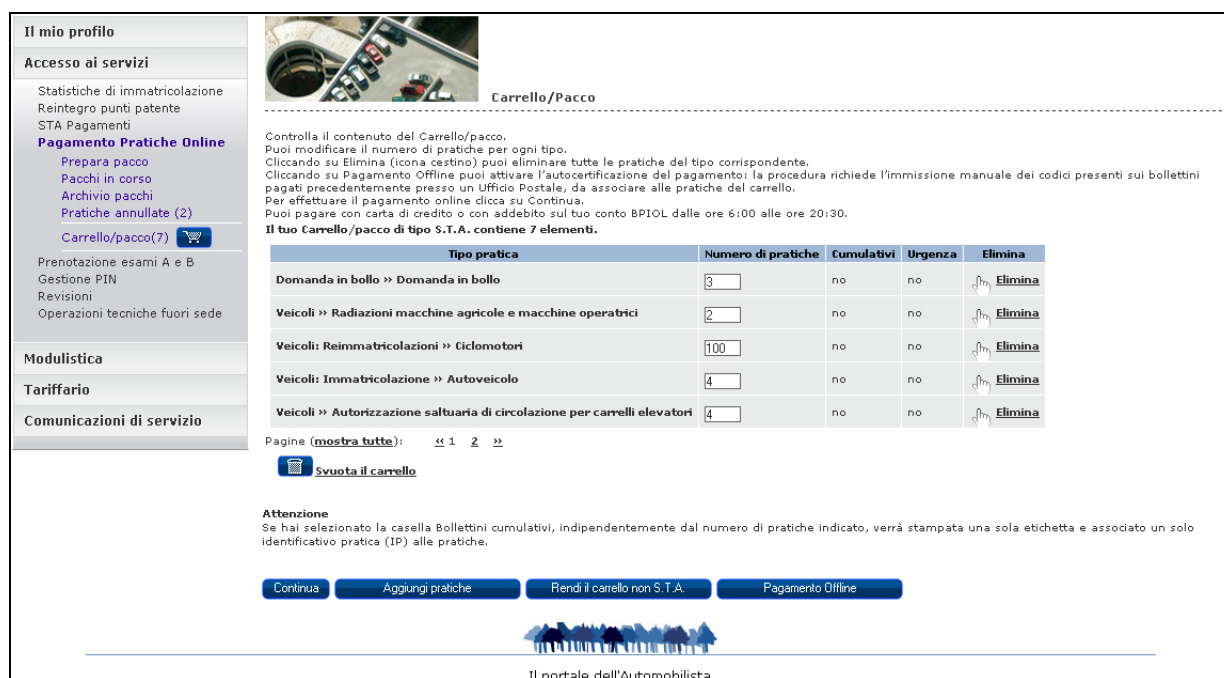 Il mio profilo
Accesso ai servizi
Statistiche di immatricolazione
Reintegro punti patente
STA Pagamenti
Pagamento Pratiche Online
Prepara pacco
Pacchi in corso
Archivio pacchi
Pratiche annullate (2)
Carrello/pacco(7)
Prenotazione esami A e B
Gestione PIN
Revisioni
Operazioni tecniche fuori sede
Modulistica
Tariffario
Comunicazioni di servizio
Carrello/Pacco
Controlla il contenuto del Carrello/pacco.
Puoi modificare il numero di pratiche per ogni tipo.
Cliccando su Elimina (icona cestino) puoi eliminare tutte le pratiche del tipo corrispondente.
Cliccando su Pagamento Offline puoi attivare l'autocertificazione del pagamento: la procedura richiede l'immissione manuale dei codici presenti sui bollettini
pagati precedentemente presso un Ufficio Postale, da associare alle pratiche del carrello.
Per effettuare il pagamento online clicca su Continua.
Puoi pagare con carta di credito o con addebito sul tuo conto BPIOL dalle ore 6:00 alle ore 20:30.
Il tuo Carrello/pacco di tipo S.T.A. contiene 7 elementi.
Tipo pratica Numero di pratiche Cumulativi Urgenza Elimina
Domanda in bollo » Domanda in bollo 3 no no Elimina
Veicoli » Radiazioni macchine agricole e macchine operatrici 2 no no Elimina
Veicoli: Reimmatricolazioni » Ciclomotori 100 no no Elimina
Veicoli: Immatricolazione » Autoveicolo 4 no no Elimina
Veicoli » Autorizzazione saltuaria di circolazione per carrelli elevatori 4 no no Elimina
Pagine (mostra tutte): « 1 2 »
Svuota il carrello
Attenzione
Se hai selezionato la casella Bollettini cumulativi, indipendentemente dal numero di pratiche indicato, verrà stampata una sola etichetta e associato un solo
identificativo pratica (IP) alle pratiche.
Continua Aggiungi pratiche Rendi il carrello non S.T.A. Pagamento Offline
Il portale dell'Automobilista